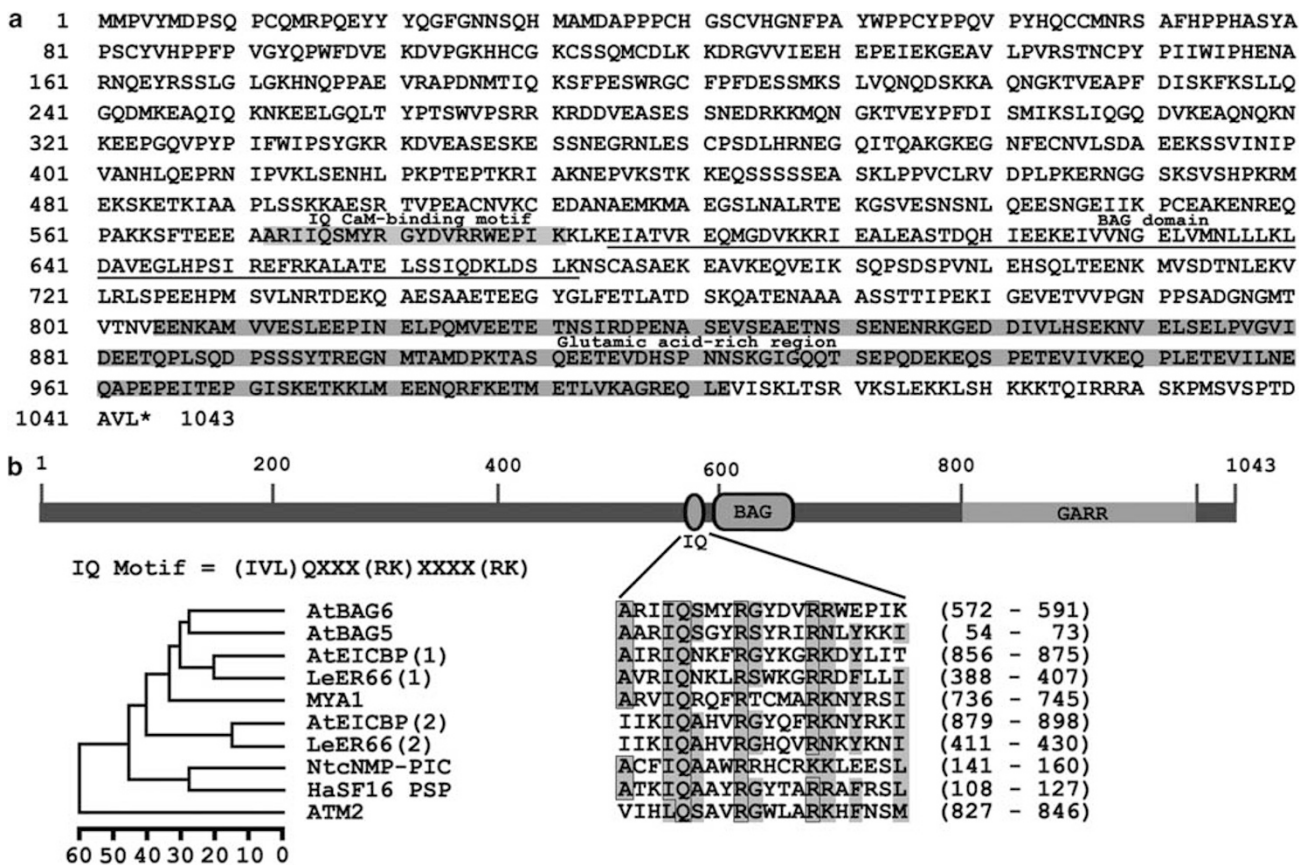 a
1 MMPVYMDPSQ PCQMRPQEYY YQGFGNNSQH MAMDAPPPCH GSCVHGNFPA YWPPCYPPQV PYHQCCMNRS AFHPPHASYA
81 PSCYVHPPFP VGYQPWFDVE KDVPGKHHCG KCSSQMCDLK KDRGVVIEEH EPEIEKGEAV LPVRSTNCPY PIIWIPHENA
161 RNQEYRSSLG LGKHNQPPAE VRAPDNMTIQ KSFPESWRGC FPFDESSMKS LVQNQDSKKA QNGKTVEAPF DISKFKSLLQ
241 GQDMKEAQIQ KNKEELGQLT YPTSWVPSRR KRDDVEASES SNEDRKKMQN GKTVEYPFDI SMIKSLIQGQ DVKEAQNQKN
321 KEEPGQVPYP IFWIPSYGKR KDVEASESKE SSNEGRNLES CPSDLHRNEG QITQAKGKEG NFECNVLSDA EEKSSVINIP
401 VANHLQEPRN IPVKLSENHL PKPTEPTKRI AKNEPVKSTK KEQSSSSSEA SKLPPVCLRV DPLPKERNGG SKSVSHPKRM
481 EKSKETKIAA PLSSKKAESR TVPEACNVKC EDANAEMKMA EGSLNALRTE KGSVESNSNL QEESNGEIIK PCEAKENREQ
IQ CaM-binding motif BAG domain
561 PAKKSFTEEE AARIIQSMYR GYDVRRWEPI KKLKEIATVR EQMGDVKKRI EALEASTDQH IEEKEIVVNG ELVMNLLLKL
641 DAVEGLHPSI REFRKALATE LSSIQDKLDS LKNSCASAEK EAVKEQVEIK SQPSDSPVNL EHSQLTEENK MVSDTNLEKV
721 LRLSPEEHPM SVLNRTDEKQ AESAAETEEG YGLFETLATD SKQATENAAA ASSTTIPEKI GEVETVVPGN PPSADGNGMT
801 VTNVEENKAM VVESLEEPIN ELPQMVEETE TNSIRDPENA SEVSEAETNS SENENRKGED DIVLHSEKNV ELSELPVGVI
Glutamic acid-rich region
881 DEETQPLSQD PSSSYTREGN MTAMDPKTAS QEETEVDHSP NNSKGIGQQT SEPQDEKEQS PETEVIVKEQ PLETEVILNE
961 QAPEPEITEP GISKETKKLM EENQRFKETM ETLVKAGREQ LEVISKLTSR VKSLEKKLSH KKKTQIRRRA SKPMSVSPTD
1041 AVL* 1043
b
1 200 400 600 800 1043
BAG GARR
IQ
IQ Motif = (IVL)QXXX(RK)XXXX(RK)
AtBAG6 ARIIQSMYRGYDVRRWEPIK (572 - 591)
AtBAG5 AARIQSGYRSYRIRNLYKKI ( 54 - 73)
AtEICBP(1) AIRIQNKFRGYKGRKDYLIT (856 - 875)
LeER66(1) AVRIQNKLRSWKGRRDFLLI (388 - 407)
MYA1 ARVIQRQFRTCMARKNYRSI (736 - 745)
AtEICBP(2) IIKIQAHVRGYQFRKNYRKI (879 - 898)
LeER66(2) IIKIQAHVRGHQVRNKYKNI (411 - 430)
NtcNMP-PIC ACFIQAAWRRHCRKKLEESL (141 - 160)
HaSF16 PSP ATKIQAAYRGYTARRAFRSL (108 - 127)
ATM2 VIHLQSAVRGWLARKHFNSM (827 - 846)
60 50 40 30 20 10 0